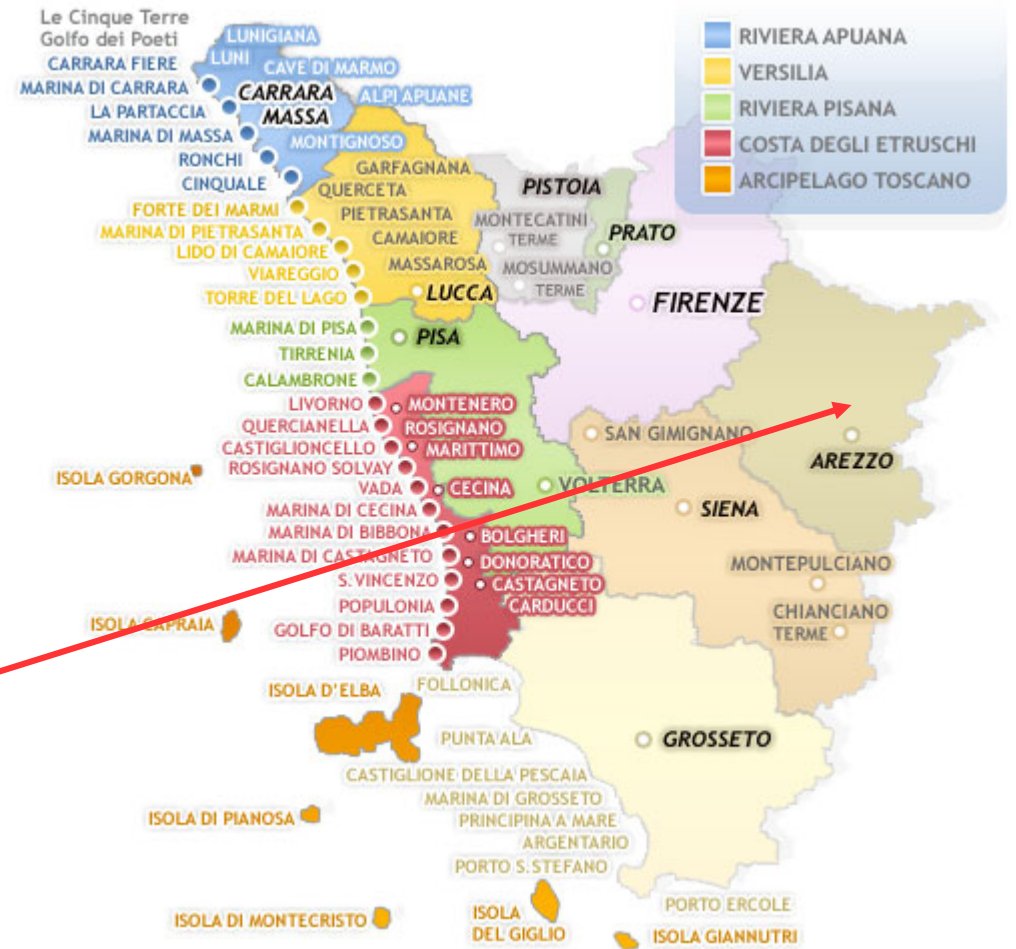 Le Cinque Terre
Golfo dei Poeti
CARRARA FIERE
MARINA DI CARRARA
LA PARTACCIA
MARINA DI MASSA
RONCHI
CINQUALE
FORTE DEI MARMI
MARINA DI PIETRASANTA
LIDO DI CAMAIORE
VIAREGGIO
TORRE DEL LAGO
MARINA DI PISA
TIRRENIA
CALAMBRONE
LIVORNO
QUERCIANELLA
CASTIGLIONCELLO
ROSIGNANO SOLVAY
VADA
MARINA DI CECINA
MARINA DI BIBBONA
MARINA DI CASTAGNETO
S.VINCENZO
POPULONIA
GOLFO DI BARATTI
PIOMBINO
LUNIGIANA
LUNI
CAVE DI MARMO
CARRARA
MASSA
ALPI APUANE
MONTIGNOSO
GARFAGNANA
QUERCETA
PIETRASANTA
CAMAIORE
MASSAROSA
LUCCA
PISTOIA
MONTECATINI
TERME
MOSUMMANO
TERME
PRATO
FIRENZE
PISA
MONTENERO
ROSIGNANO
MARITTIMO
CECINA
VOLTERRA
BOLGHERI
DONORATICO
CASTAGNETO
CARDUCCI
SAN GIMIGNANO
SIENA
AREZZO
MONTEPULCIANO
CHIANCIANO
TERME
GROSSETO
FOLLONICA
PUNTA ALA
CASTIGLIONE DELLA PESCAIA
MARINA DI GROSSETO
PRINCIPINA A MARE
ARGENTARIO
PORTO S.STEFANO
PORTO ERCOLE
ISOLA GORGONA
ISOLA CAPRAIA
ISOLA D'ELBA
ISOLA DI PIANOSA
ISOLA DI MONTECRISTO
ISOLA
DEL GIGLIO
ISOLA GIANNUTRI
RIVIERA APUANA
VERSILIA
RIVIERA PISANA
COSTA DEGLI ETRUSCHI
ARCIPELAGO TOSCANO